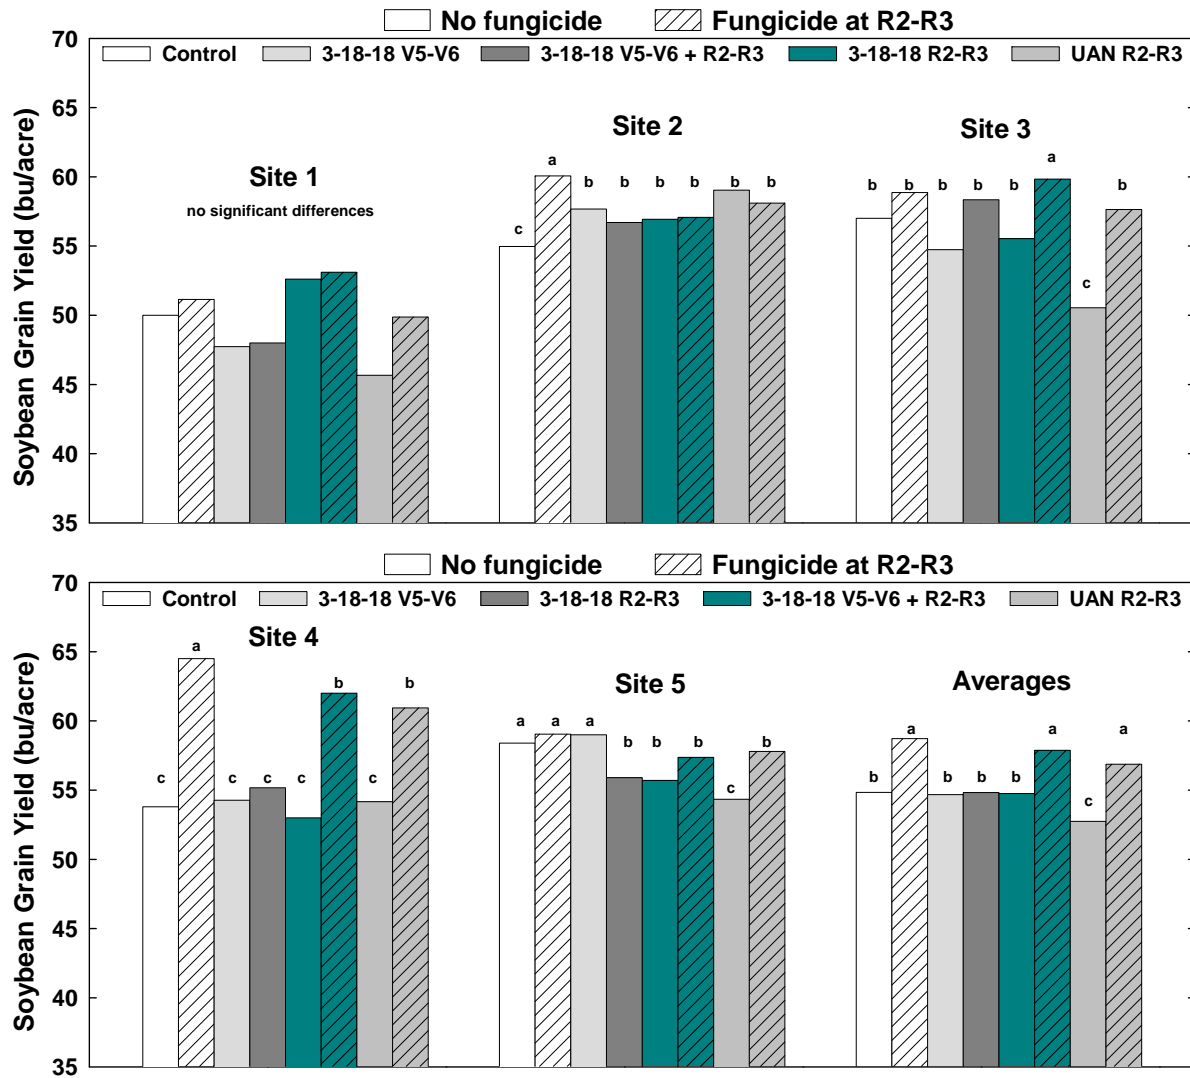 No fungicide Fungicide at R2-R3
70
Control 3-18-18 V5-V6 3-18-18 V5-V6 + R2-R3 3-18-18 R2-R3 UAN R2-R3
65
Site 2 Site 3
a a
60
Site 1 b b b b b b b b b b b
no significant differences
c
55
c
50
45
40
35
Soybean Grain Yield (bu/acre)
No fungicide Fungicide at R2-R3
70
Control 3-18-18 V5-V6 3-18-18 R2-R3 3-18-18 V5-V6 + R2-R3 UAN R2-R3
Site 4
65
a
Site 5 Averages
b b
60
a a a a a a
b b b b
c c c c c
b b b b
c
c
55
50
45
40
35
Soybean Grain Yield (bu/acre)